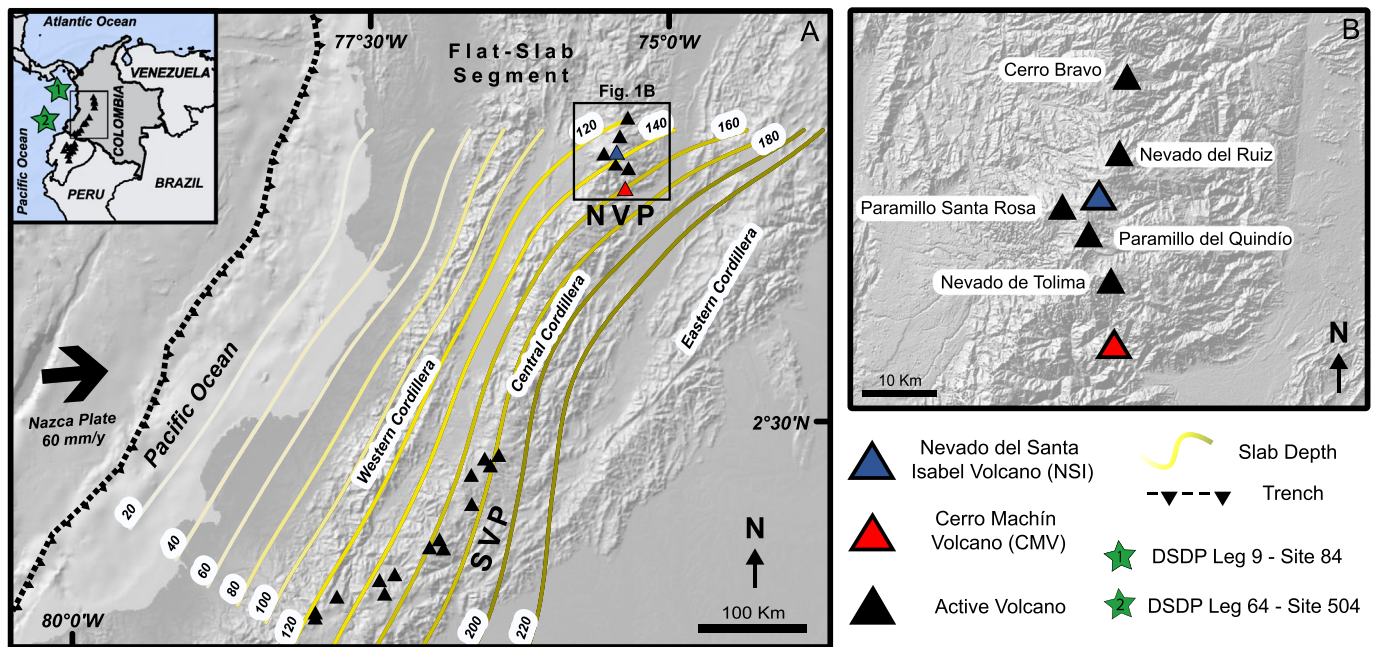 Atlantic Ocean
VENEZUELA
COLOMBIA
Pacific Ocean
PERU
BRAZIL
1
2
77°30'W
75°0'W
A
Flat-Slab
Segment
Fig. 1B
120
140
160
180
NVP
Nazca Plate
60 mm/y
Pacific Ocean
Western Cordillera
Central Cordillera
Eastern Cordillera
2°30'N
SVP
20
40
60
80
100
120
200
220
N
100 Km
80°0'W
B
Cerro Bravo
Nevado del Ruiz
Paramillo Santa Rosa
Paramillo del Quindío
Nevado de Tolima
N
10 Km
Nevado del Santa
Isabel Volcano (NSI)
Cerro Machín
Volcano (CMV)
Active Volcano
Slab Depth
Trench
1
DSDP Leg 9 - Site 84
2
DSDP Leg 64 - Site 504